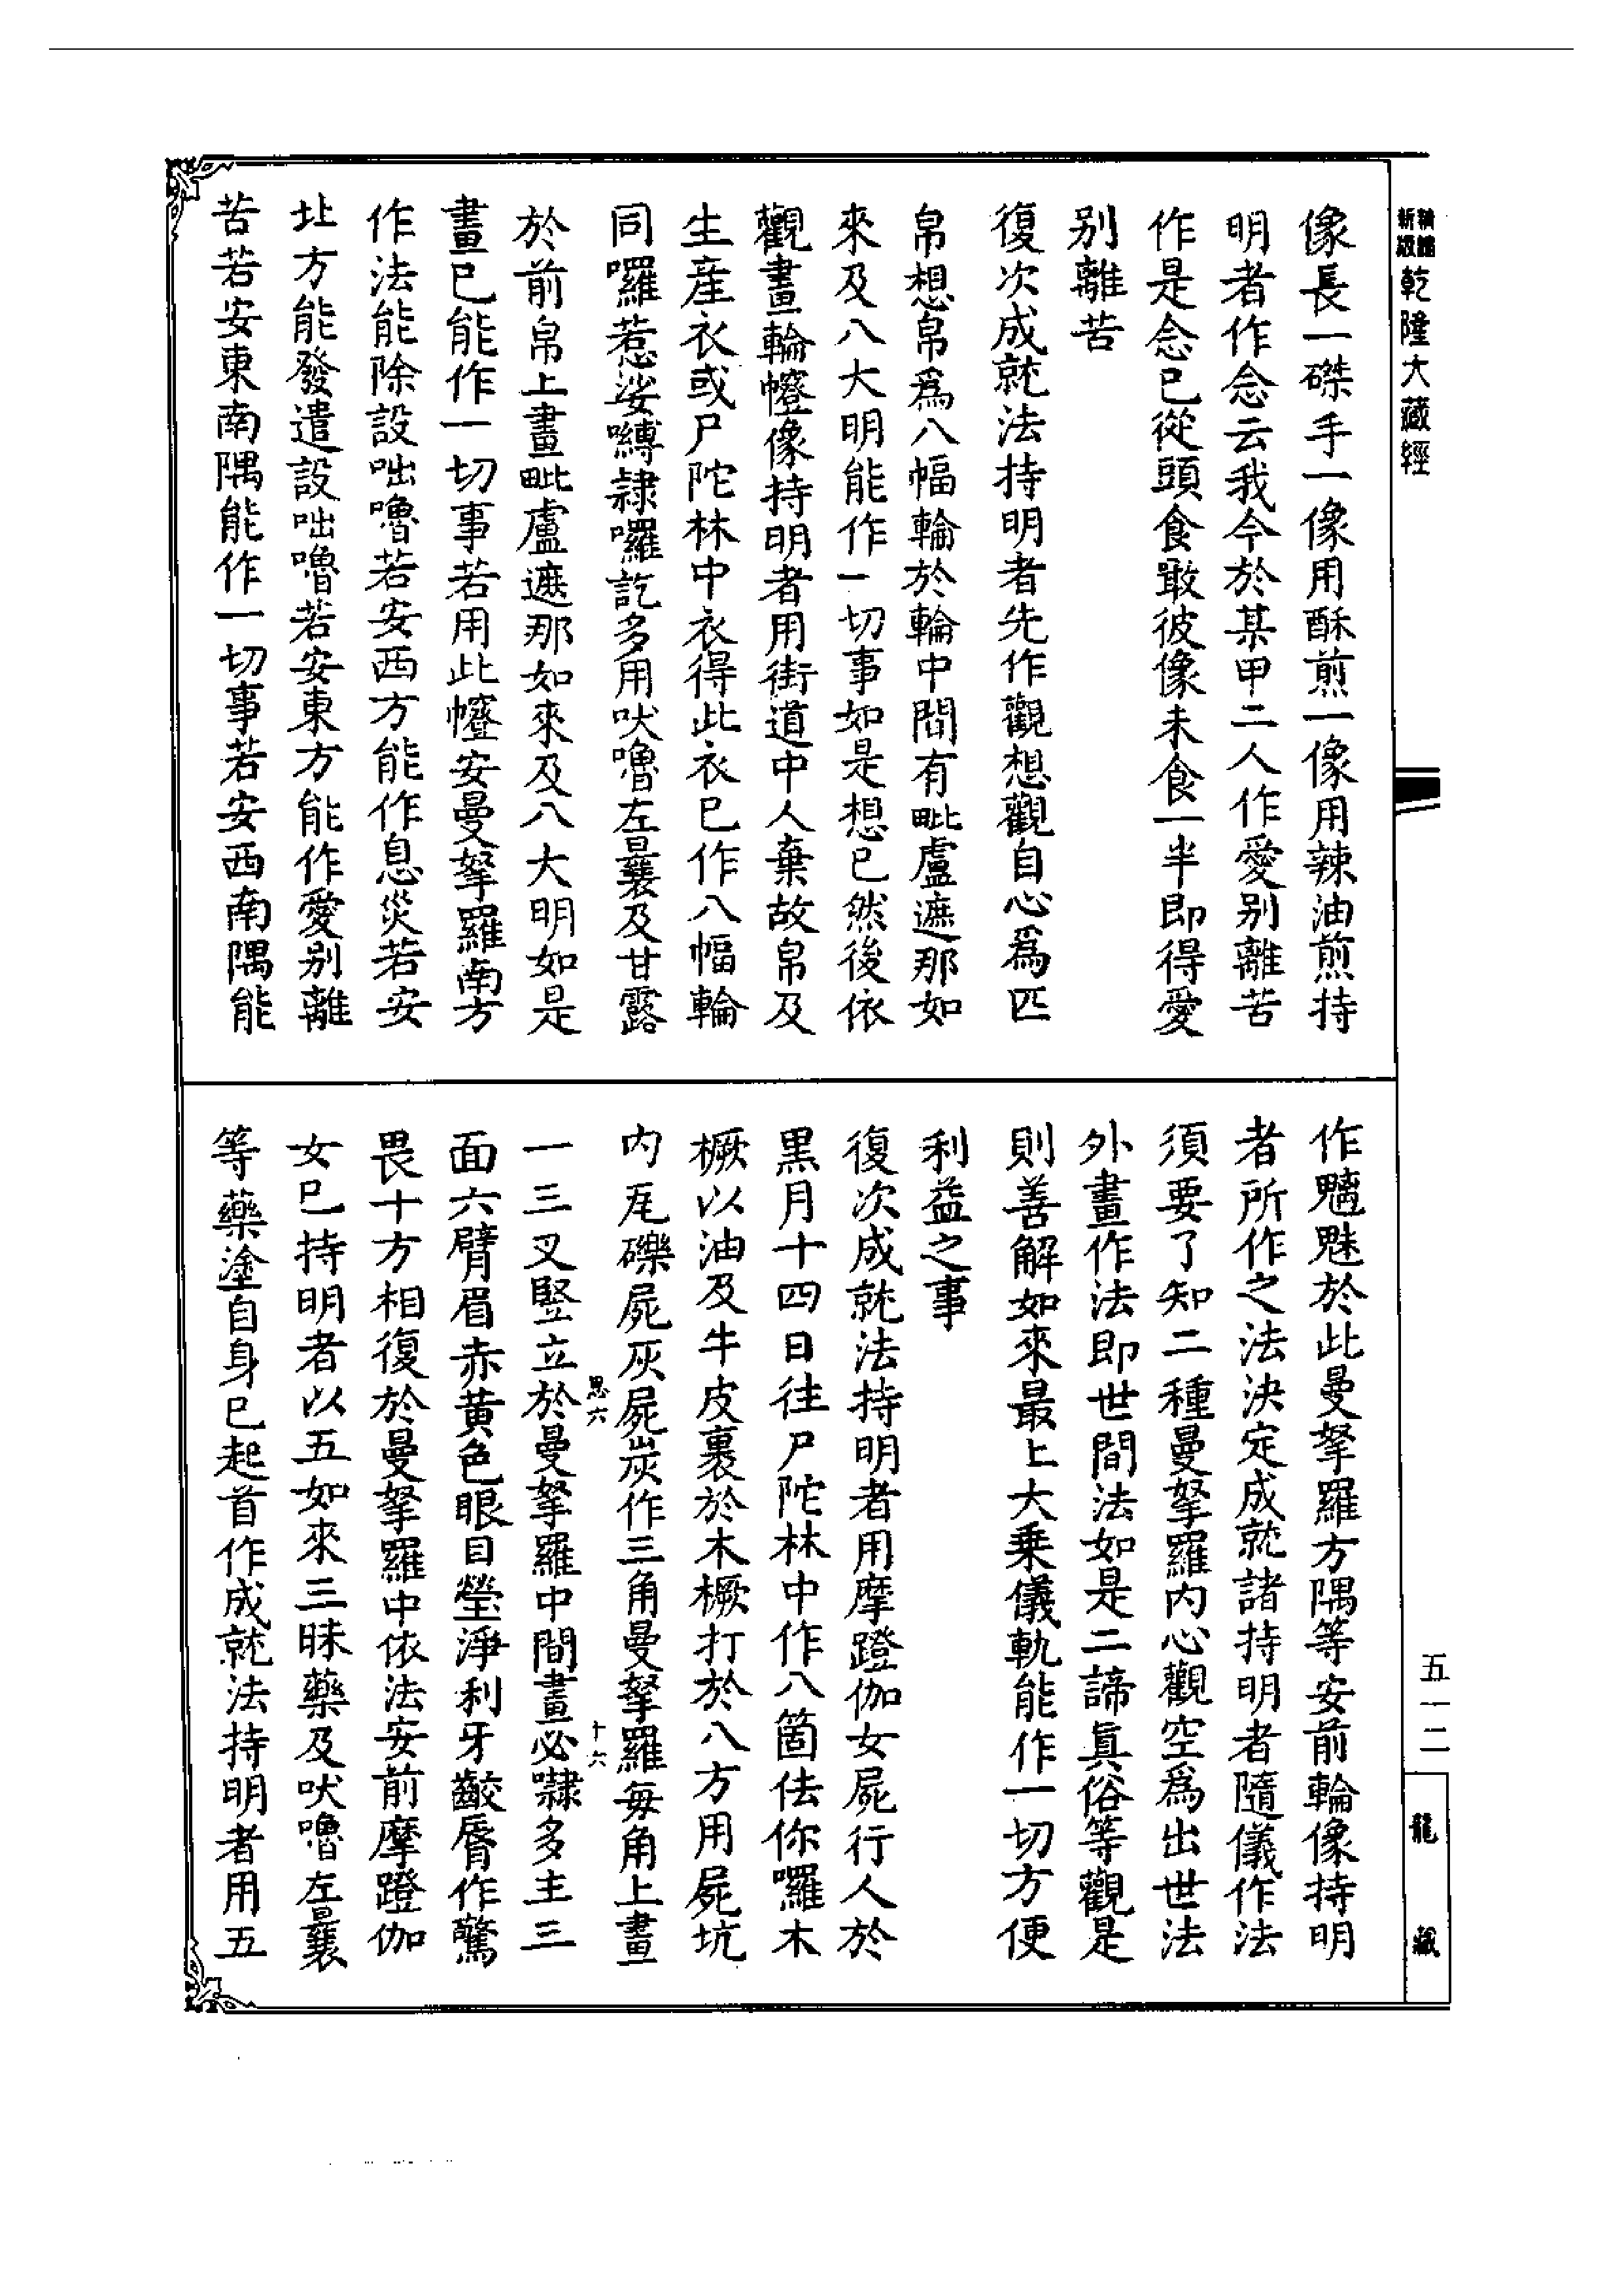 乾隆大藏經
像長一磔手一像用酥煎一像用辣油煎持
明者作念云我今於某甲二人作愛别離苦
作是念已從頭食敢彼像未食一半即得愛
别離苦
復次成就法持明者先作觀想觀自心爲匹
帛想帛爲八幅輪於輪中間有毗盧遮那如
來及八大明能作一切事如是想已然後依
觀畫輪㡧像持明者用街道中人棄故帛及
生産衣或尸陀林中衣得此衣已作八幅輪
同囉惹娑嚩隷囉訖多用吠嚕左曩及甘露
於前帛上畫毗盧遮那如來及八大明如是
畫已能作一切事若用此㡧安曼拏羅南方
作法能除設咄嚕若安西方能作息災若安
北方能發遣設咄嚕若安東方能作愛别離
苦若安東南隅能作一切事若安西南隅能
作魑魅於此曼拏羅方隅等安前輪像持明
者所作之法決定成就諸持明者隨儀作法
須要了知二種曼拏羅内心觀空爲出世法
外畫作法即世間法如是二諦眞俗等觀是
則善解如來最上大乗儀軌能作一切方便
利益之事
復次成就法持明者用摩蹬伽女屍行人於
黒月十四日往尸陀林中作八箇佉你囉木
橛以油及牛皮裹於木橛打於八方用屍坑
内瓦礫屍灰屍炭作三角曼拏羅每角上畫
思六
十六
一三叉竪立於曼拏羅中間畫必㘑多主三
面六臂眉赤黄色眼目瑩淨利牙齩脣作驚
畏十方相復於曼拏羅中依法安前摩蹬伽
女已持明者以五如來三昧藥及吠嚕左曩
等藥塗自身已起首作成就法持明者用五
五一二
龍
藏